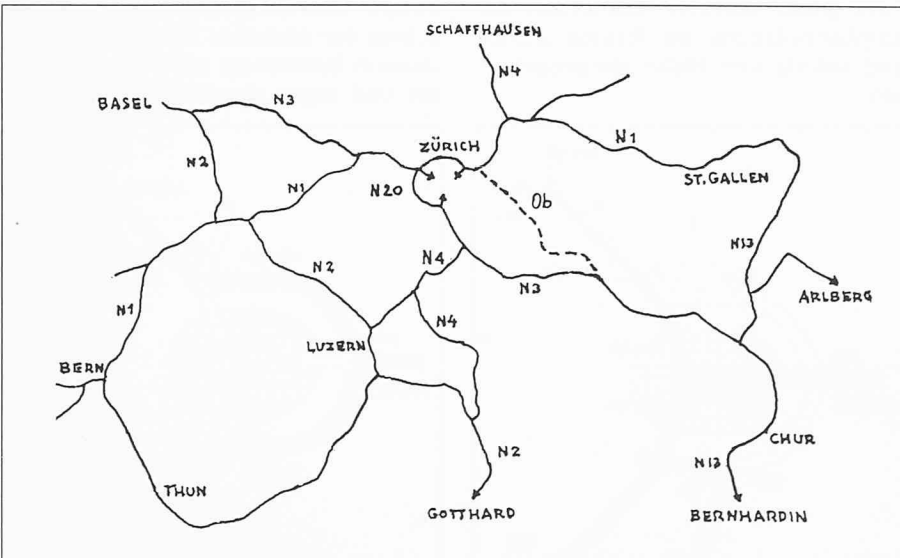 SCHAFFHAUSEN
N4
BASEL
N3
ZÜRICH
N1
N2
N1
N20
ST.GALLEN
Ob
N13
N4
N2
N3
ARLBERG
N1
N4
LUZERN
BERN
CHUR
N2
N13
THUN
GOTTHARD
BERNHARDIN